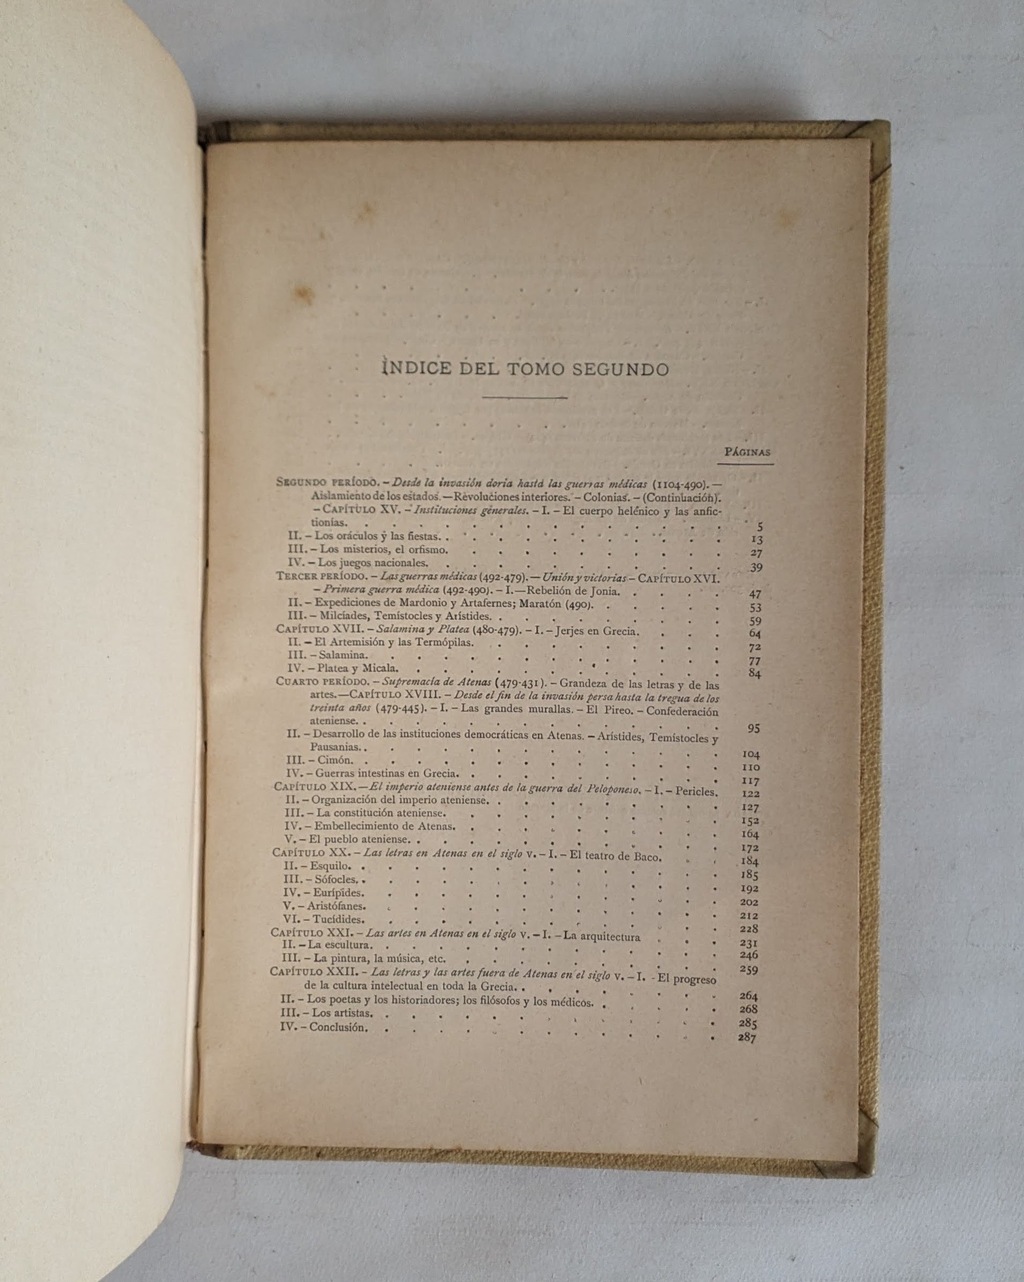 ÍNDICE DEL TOMO SEGUNDO
PÁGINAS
SEGUNDO PERÍODO. – Desde la invasión doria hasta las guerras médicas (1104-490). —
Aislamiento de los estados. — Revoluciones interiores. – Colonias. – (Continuación).
– CAPÍTULO XV. – Instituciones generales. – I. – El cuerpo helénico y las anfic-
tionías. 5
II. – Los oráculos y las fiestas. 13
III. – Los misterios, el orfismo. 27
IV. – Los juegos nacionales. 39
TERCER PERÍODO. – Las guerras médicas (492-479). — Unión y victorias – CAPÍTULO XVI.
– Primera guerra médica (492-490). – I. — Rebelión de Jonia. 47
II. – Expediciones de Mardonio y Artafernes; Maratón (490). 53
III. – Milciades, Temístocles y Arístides. 59
CAPÍTULO XVII. – Salamina y Platea (480-479). – I. – Jerjes en Grecia. 64
II. – El Artemisión y las Termópilas. 72
III. – Salamina. 77
IV. – Platea y Micala. 84
CUARTO PERÍODO. – Supremacía de Atenas (479-431). – Grandeza de las letras y de las
artes. — CAPÍTULO XVIII. – Desde el fin de la invasión persa hasta la tregua de los
treinta años (479-445). – I. – Las grandes murallas. – El Pireo. – Confederación
ateniense. 95
II. – Desarrollo de las instituciones democráticas en Atenas. – Arístides, Temístocles y
Pausanias. 104
III. – Cimón. 110
IV. – Guerras intestinas en Grecia. 117
CAPÍTULO XIX. — El imperio ateniense antes de la guerra del Peloponeso. – I. – Pericles. 122
II. – Organización del imperio ateniense. 127
III. – La constitución ateniense. 152
IV. – Embellecimiento de Atenas. 164
V. – El pueblo ateniense. 172
CAPÍTULO XX. – Las letras en Atenas en el siglo V. – I. – El teatro de Baco. 184
II. – Esquilo. 185
III. – Sófocles. 192
IV. – Eurípides. 202
V. – Aristófanes. 212
VI. – Tucídides. 228
CAPÍTULO XXI. – Las artes en Atenas en el siglo V. – I. – La arquitectura 231
II. – La escultura. 246
III. – La pintura, la música, etc. 259
CAPÍTULO XXII. – Las letras y las artes fuera de Atenas en el siglo V. – I. - El progreso
de la cultura intelectual en toda la Grecia. 264
II. – Los poetas y los historiadores; los filósofos y los médicos. 268
III. – Los artistas. 285
IV. – Conclusión. 287